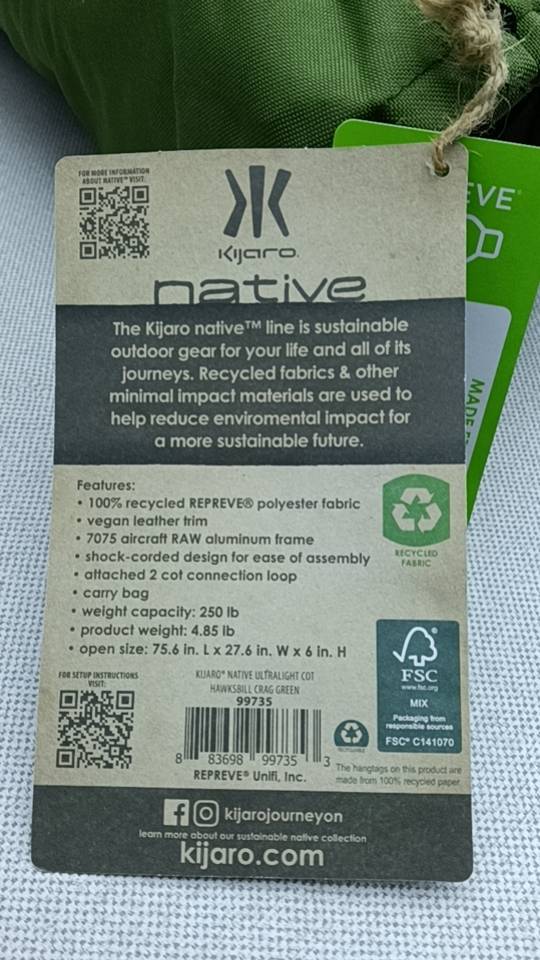 FOR MORE INFORMATION
ABOUT NATIVE™ VISIT:
Kijaro®
native
The Kijaro native™ line is sustainable
outdoor gear for your life and all of its
journeys. Recycled fabrics & other
minimal impact materials are used to
help reduce enviromental impact for
a more sustainable future.
Features:
• 100% recycled REPREVE® polyester fabric
• vegan leather trim
• 7075 aircraft RAW aluminum frame
• shock-corded design for ease of assembly
• attached 2 cot connection loop
• carry bag
• weight capacity: 250 lb
• product weight: 4.85 lb
• open size: 75.6 in. L x 27.6 in. W x 6 in. H
RECYCLED
FABRIC
FSC
www.fsc.org
MIX
Packaging from
responsible sources
FSC® C141070
FOR SETUP INSTRUCTIONS
VISIT:
KIJARO® NATIVE ULTRALIGHT COT
HAWKSBILL CRAG GREEN
99735
8 83698 99735 3
REPREVE® Unifi, Inc.
RECYCLABLE
The hangtags on this product are
made from 100% recycled paper
kijarojourneyon
learn more about our sustainable native collection
kijaro.com
EVE®
MADE